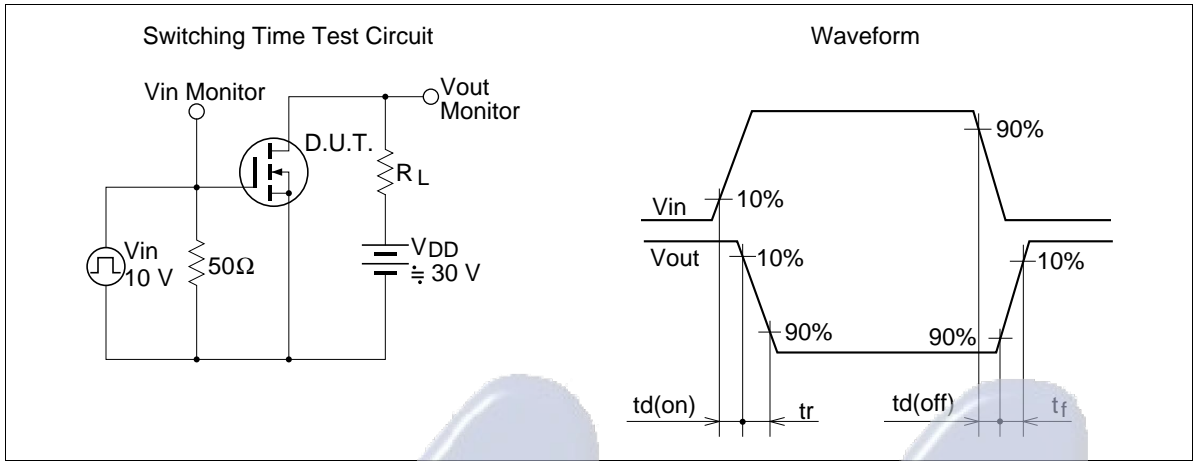 Switching Time Test Circuit
Vin Monitor
Vout
Monitor
D.U.T.
RL
Vin
10 V
50Ω
VDD
≒ 30 V
Waveform
Vin
10%
90%
Vout
10%
90%
90%
10%
td(on)
tr
td(off)
tf